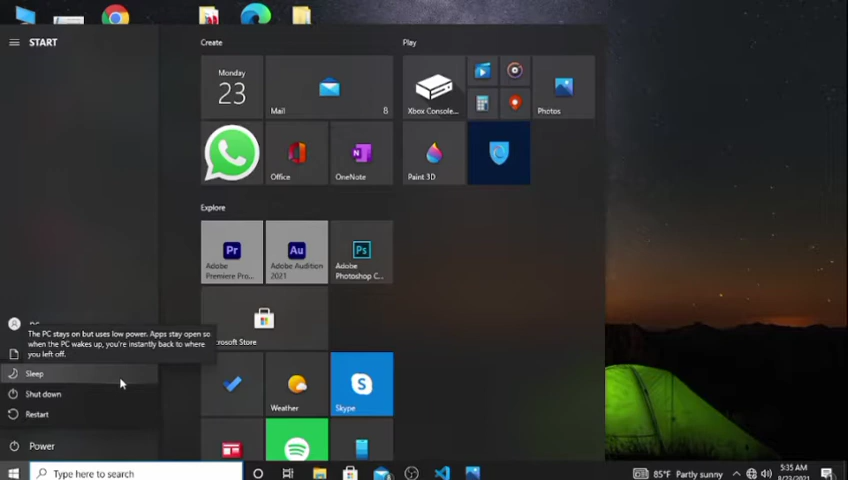 START
Create
Play
Monday
23
Mail
8
Xbox Console...
Photos
Office
N
OneNote
Paint 3D
Explore
Pr
Adobe
Premiere Pro...
Au
Adobe Audition
2021
Ps
Adobe
Photoshop C...
osoft Store
The PC stays on but uses low power. Apps stay open so
when the PC wakes up, you're instantly back to where
you left off.
Sleep
Shut down
Restart
Weather
S
Skype
Power
Type here to search
85°F Partly sunny
5:35 AM
8/23/2021